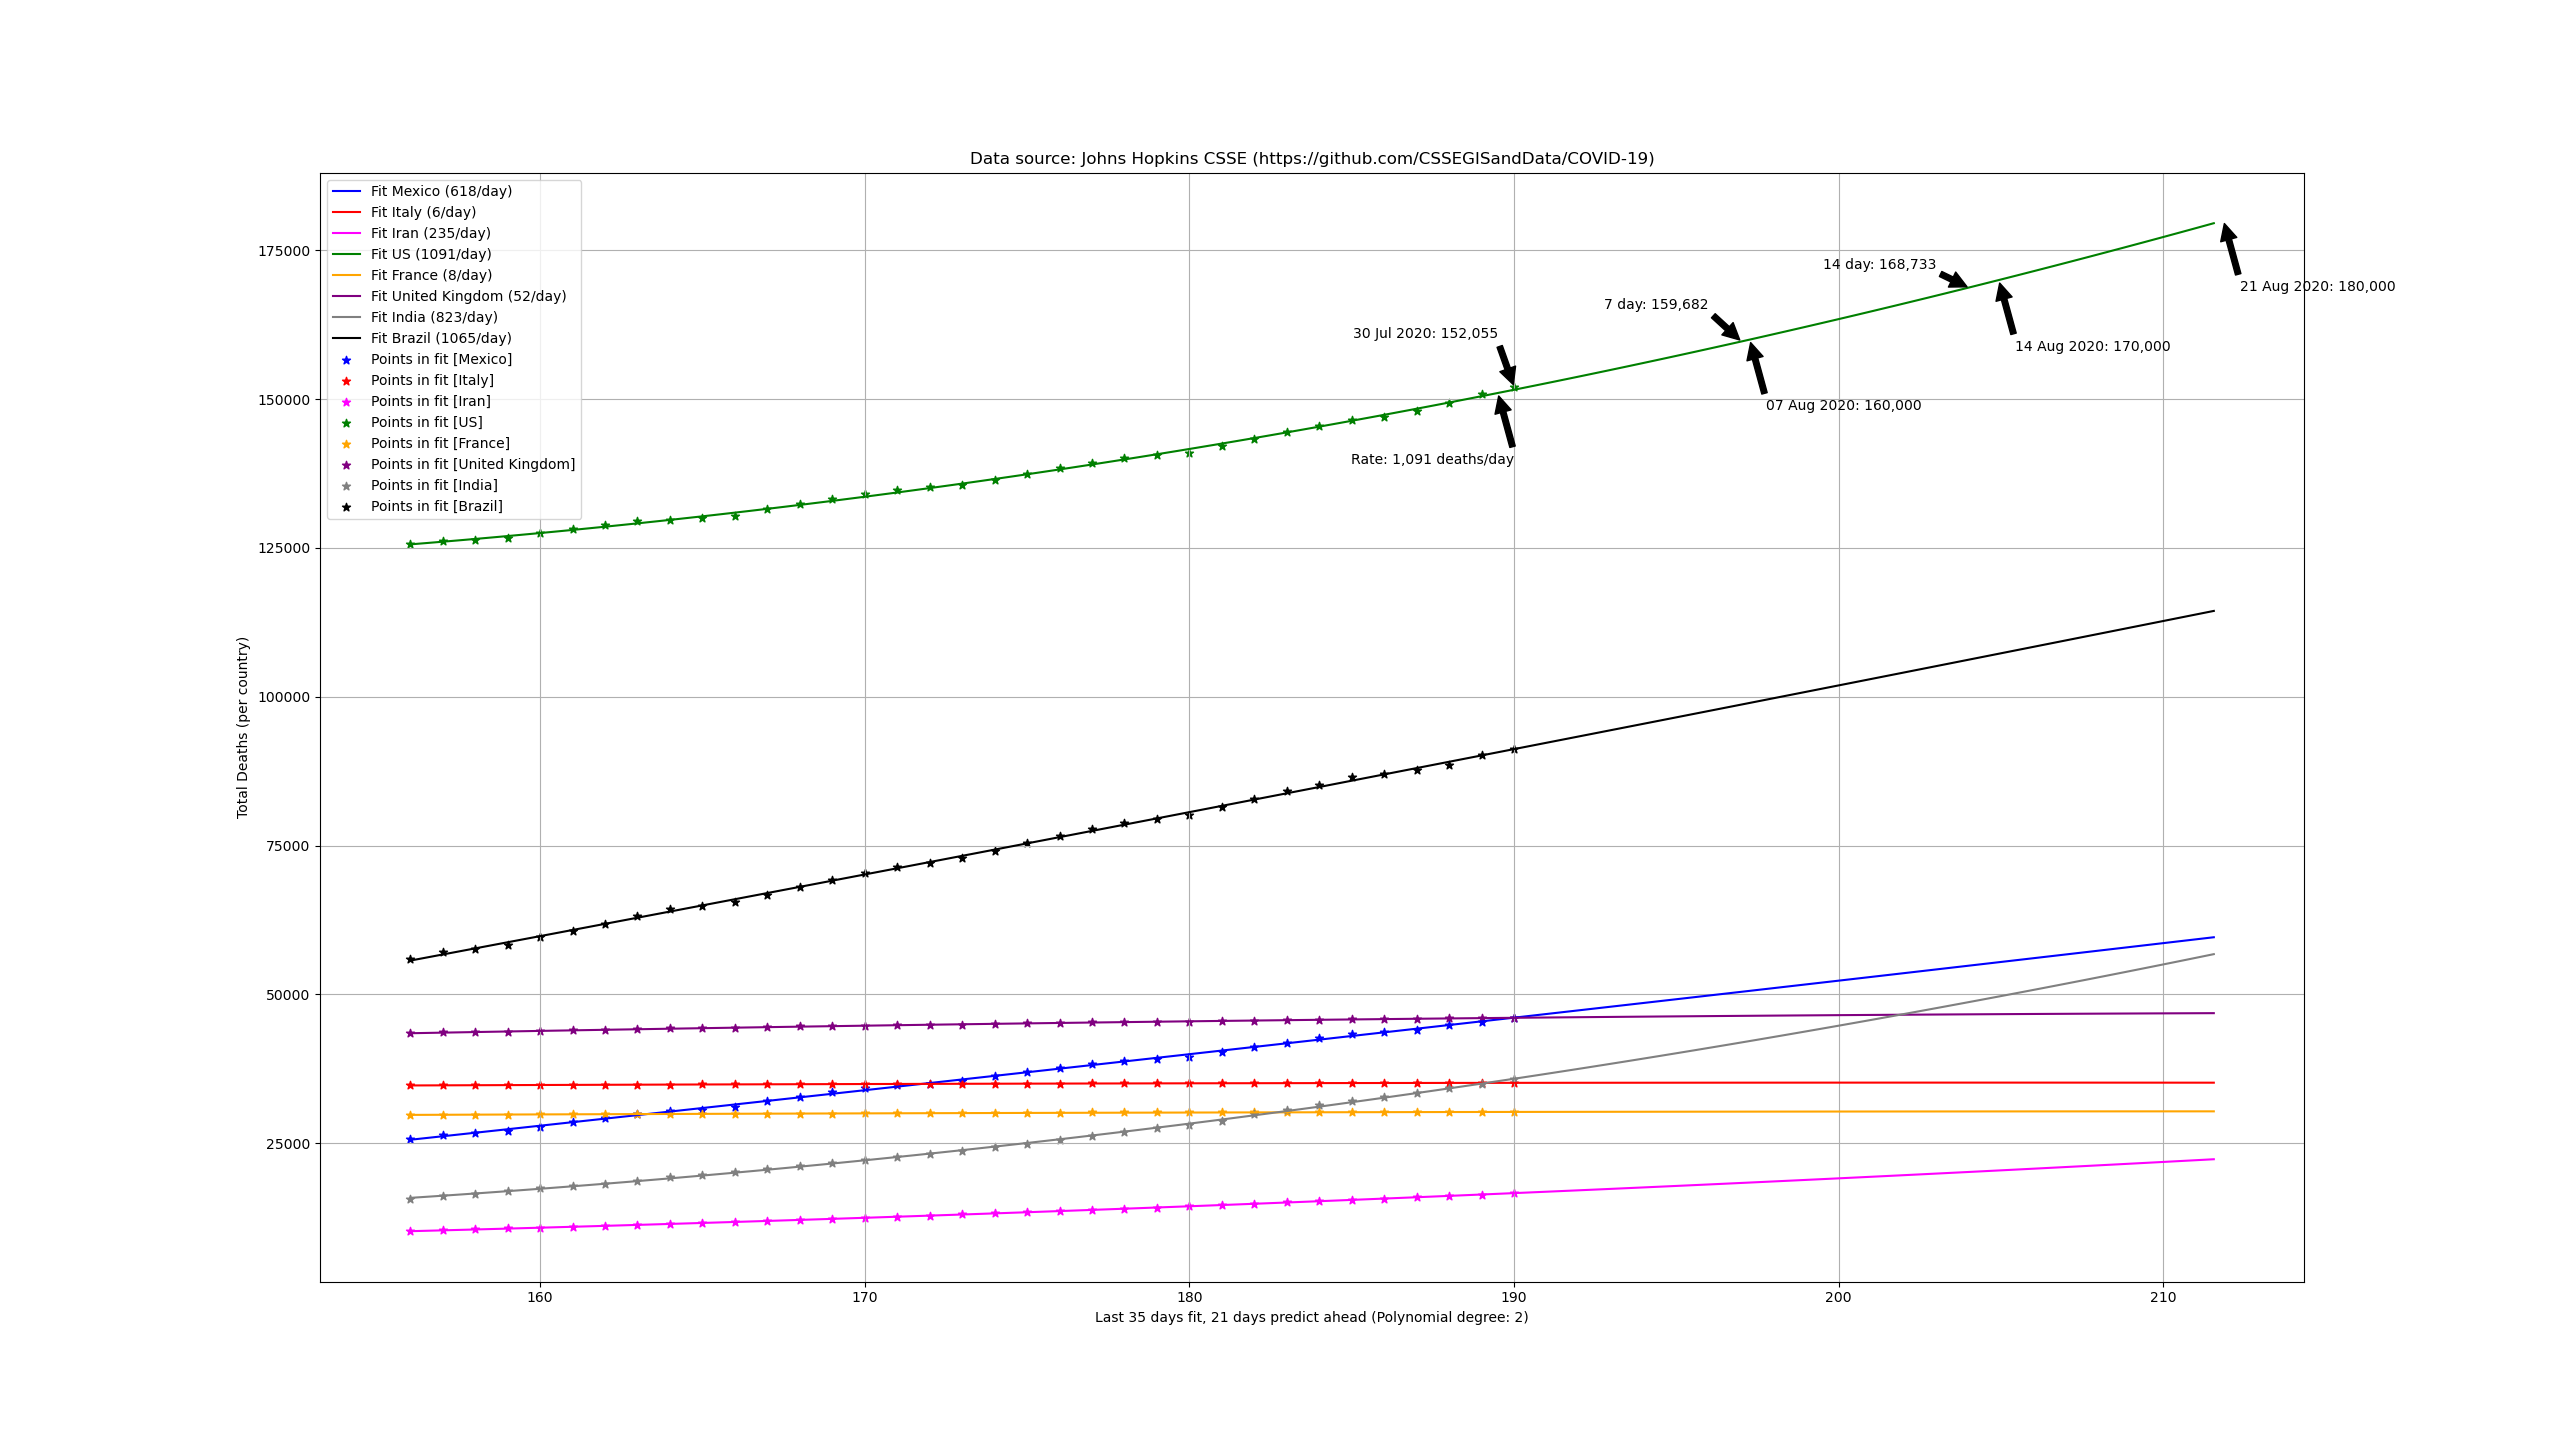 Data source: Johns Hopkins CSSE (https://github.com/CSSEGISandData/COVID-19)
Fit Mexico (618/day)
Fit Italy (6/day)
Fit Iran (235/day)
Fit US (1091/day)
Fit France (8/day)
Fit United Kingdom (52/day)
Fit India (823/day)
Fit Brazil (1065/day)
Points in fit [Mexico]
Points in fit [Italy]
Points in fit [Iran]
Points in fit [US]
Points in fit [France]
Points in fit [United Kingdom]
Points in fit [India]
Points in fit [Brazil]
14 day: 168,733
21 Aug 2020: 180,000
7 day: 159,682
30 Jul 2020: 152,055
14 Aug 2020: 170,000
07 Aug 2020: 160,000
Rate: 1,091 deaths/day
Total Deaths (per country)
175000
150000
125000
100000
75000
50000
25000
160 170 180 190 200 210
Last 35 days fit, 21 days predict ahead (Polynomial degree: 2)